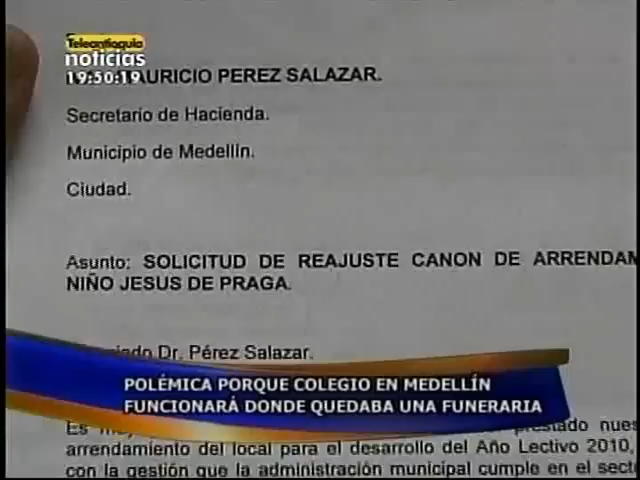 Teleantioquia
noticias
19:50:19
AURICIO PEREZ SALAZAR.
Secretario de Hacienda.
Municipio de Medellín.
Ciudad.
Asunto: SOLICITUD DE REAJUSTE CANON DE ARRENDAM
NIÑO JESUS DE PRAGA.
Dr. Pérez Salazar.
POLÉMICA PORQUE COLEGIO EN MEDELLÍN
FUNCIONARÁ DONDE QUEDABA UNA FUNERARIA
Es prestado nues
arrendamiento del local para el desarrollo del Año Lectivo 2010,
con la gestión que la administración municipal cumple en el secto